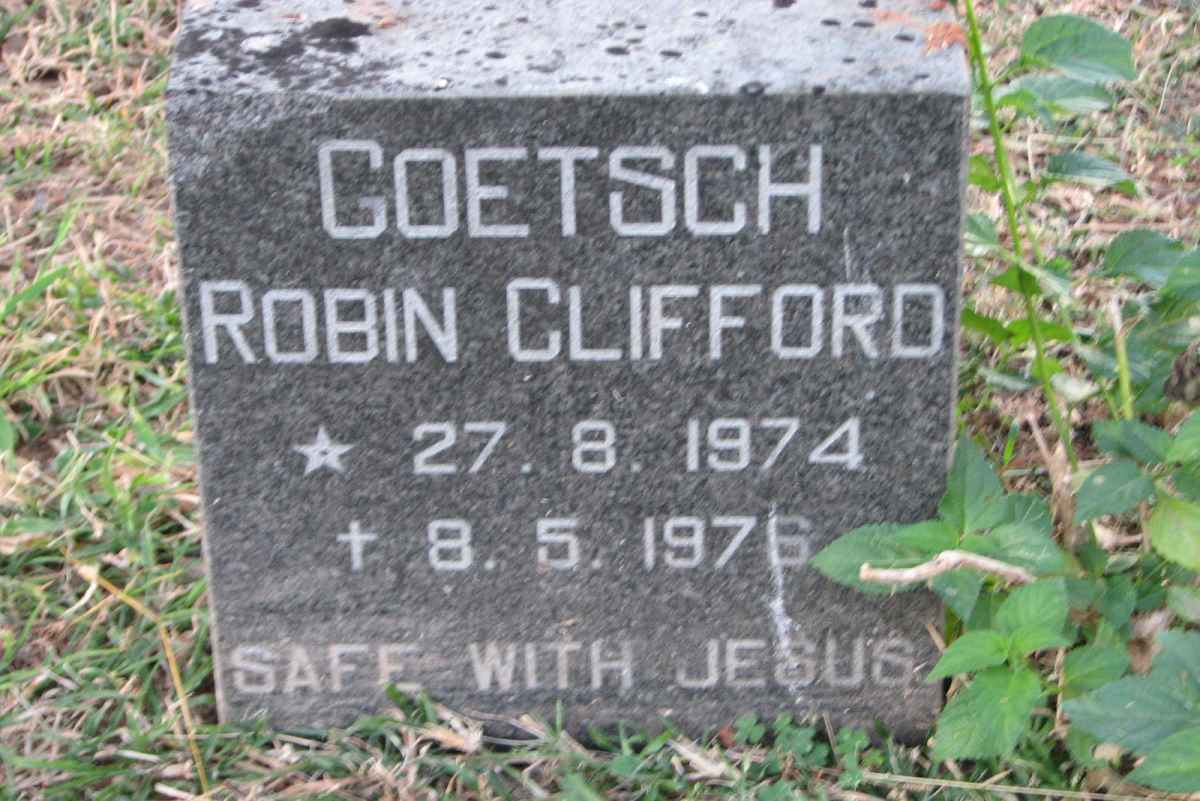 GOETSCH
ROBIN CLIFFORD
★ 27. 8. 1974
✝ 8. 5. 1976
SAFE WITH JESUS